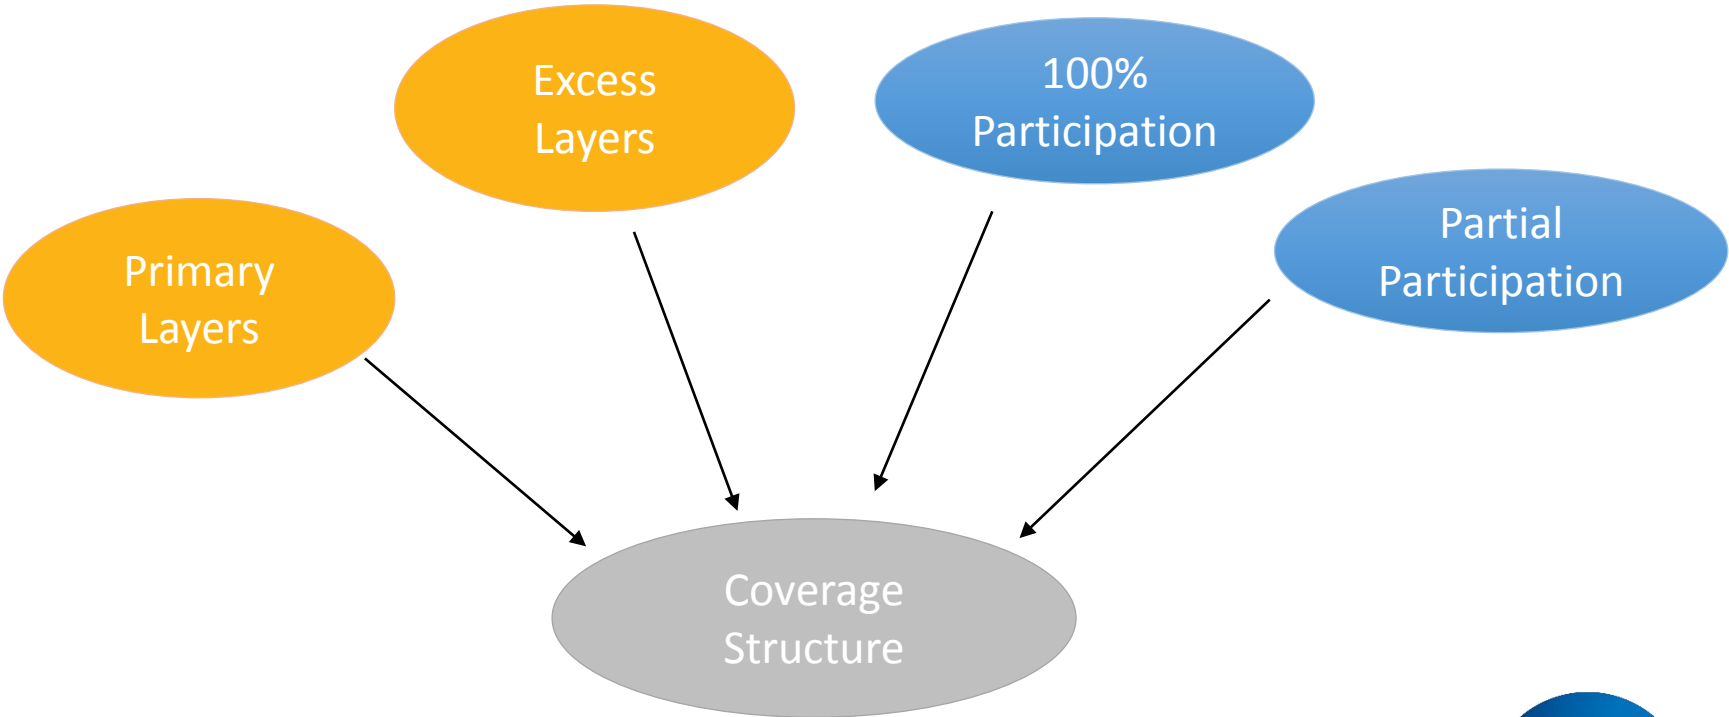 Excess
Layers
100%
Participation
Partial
Participation
Primary
Layers
Coverage
Structure